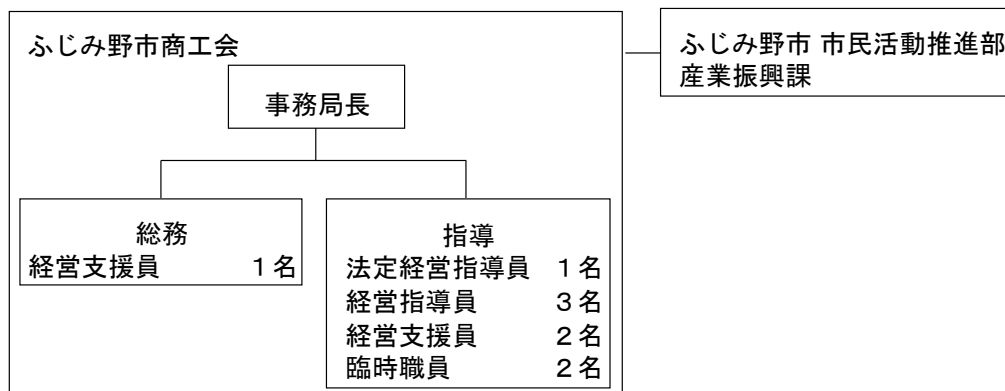 ふじみ野市商工会
ふじみ野市 市民活動推進部
産業振興課
事務局長
総務
経営支援員 1名
指導
法定経営指導員 1名
経営指導員 3名
経営支援員 2名
臨時職員 2名